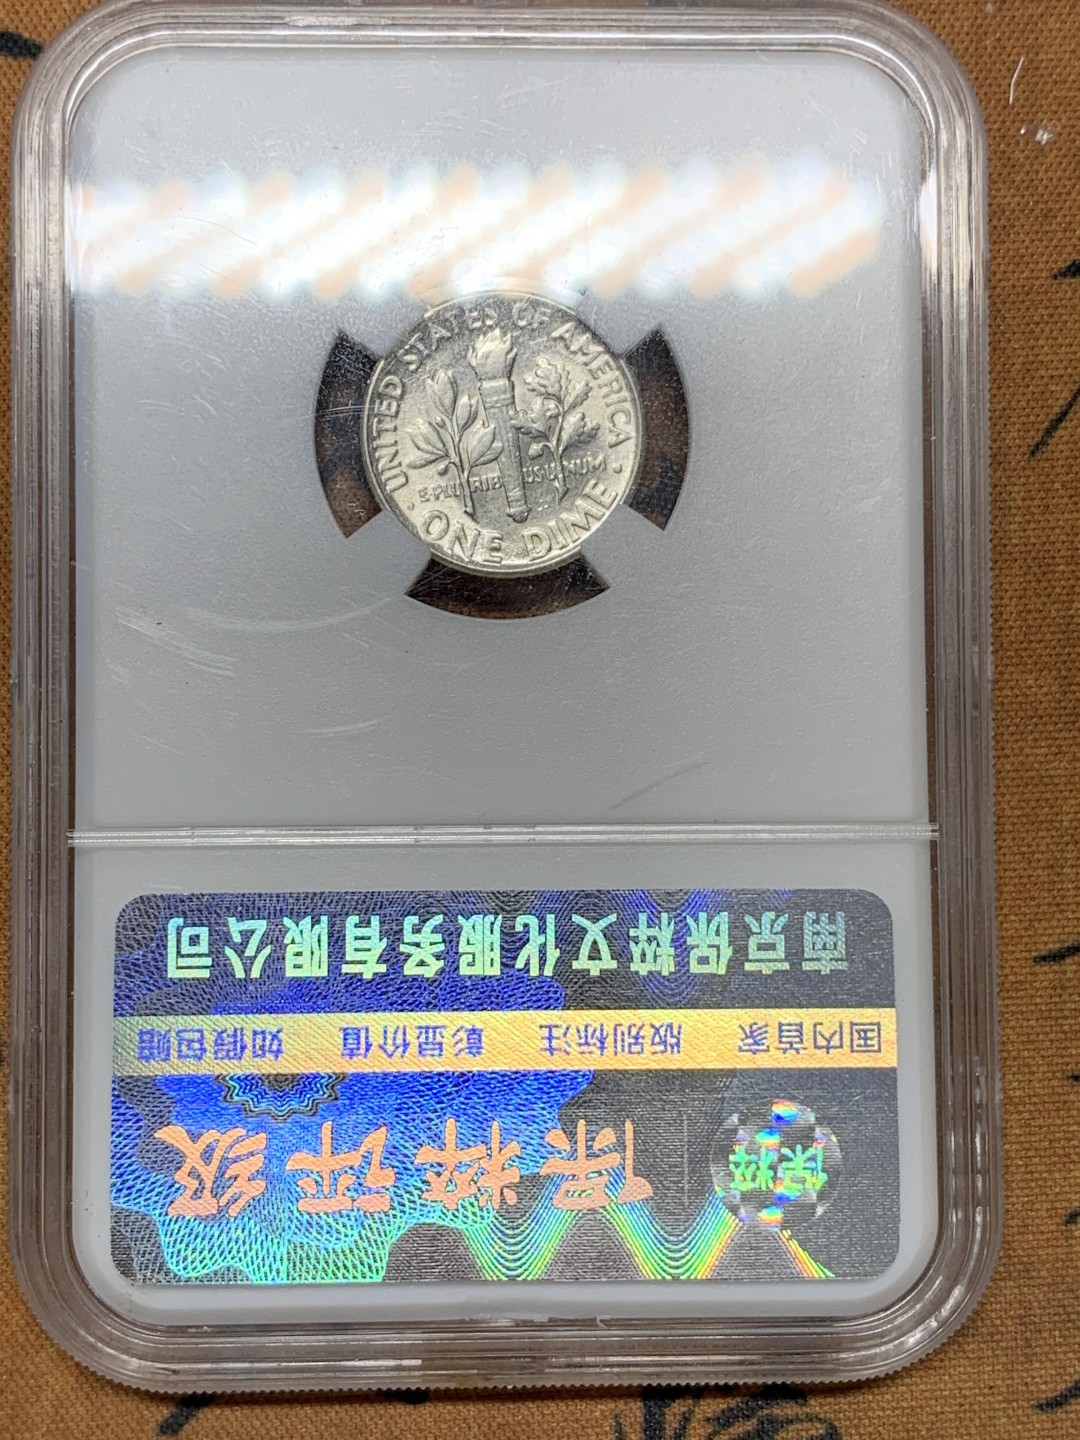 UNITED STATES OF AMERICA
E PLURIBUS UNUM
ONE DIME
保粹评级
保粹
国内首家 版别标注 彰显价值 如假包赔
南京保粹文化服务有限公司